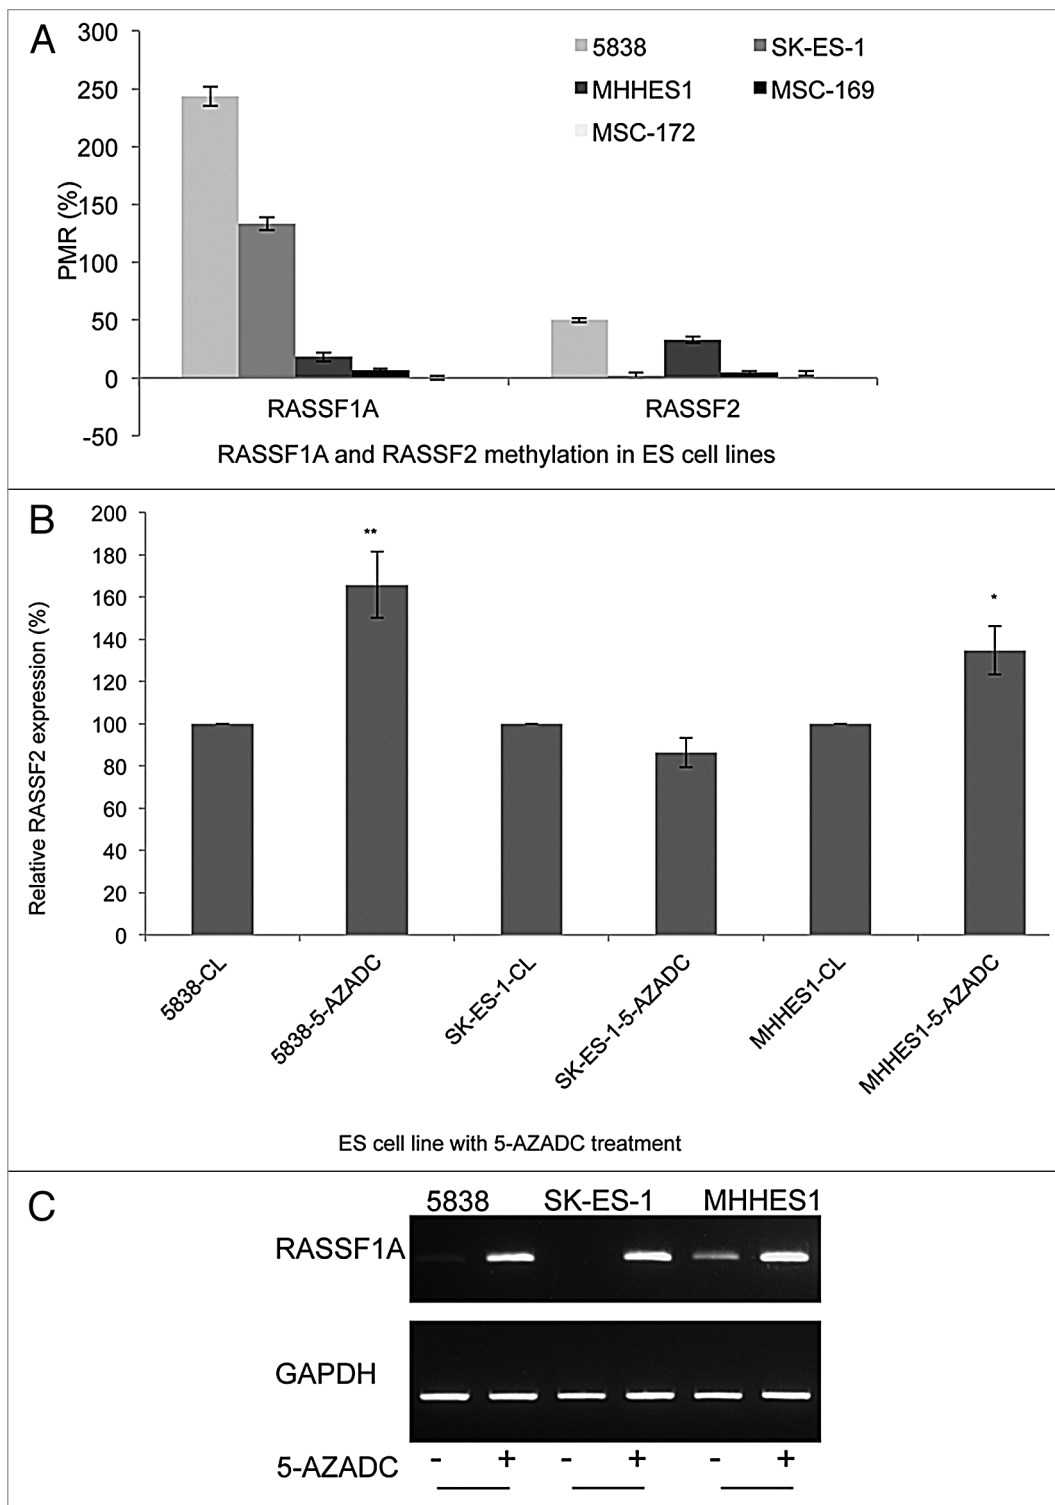 A
300
250
200
150
100
50
0
-50
PMR (%)
5838
SK-ES-1
MHHES1
MSC-169
MSC-172
RASSF1A
RASSF2
RASSF1A and RASSF2 methylation in ES cell lines
B
200
180
160
140
120
100
80
60
40
20
0
Relative RASSF2 expression (%)
**
*
5838-CL
5838-5-AZADC
SK-ES-1-CL
SK-ES-1-5-AZADC
MHHES1-CL
MHHES1-5-AZADC
ES cell line with 5-AZADC treatment
C
5838 SK-ES-1 MHHES1
RASSF1A
GAPDH
5-AZADC - + - + - +